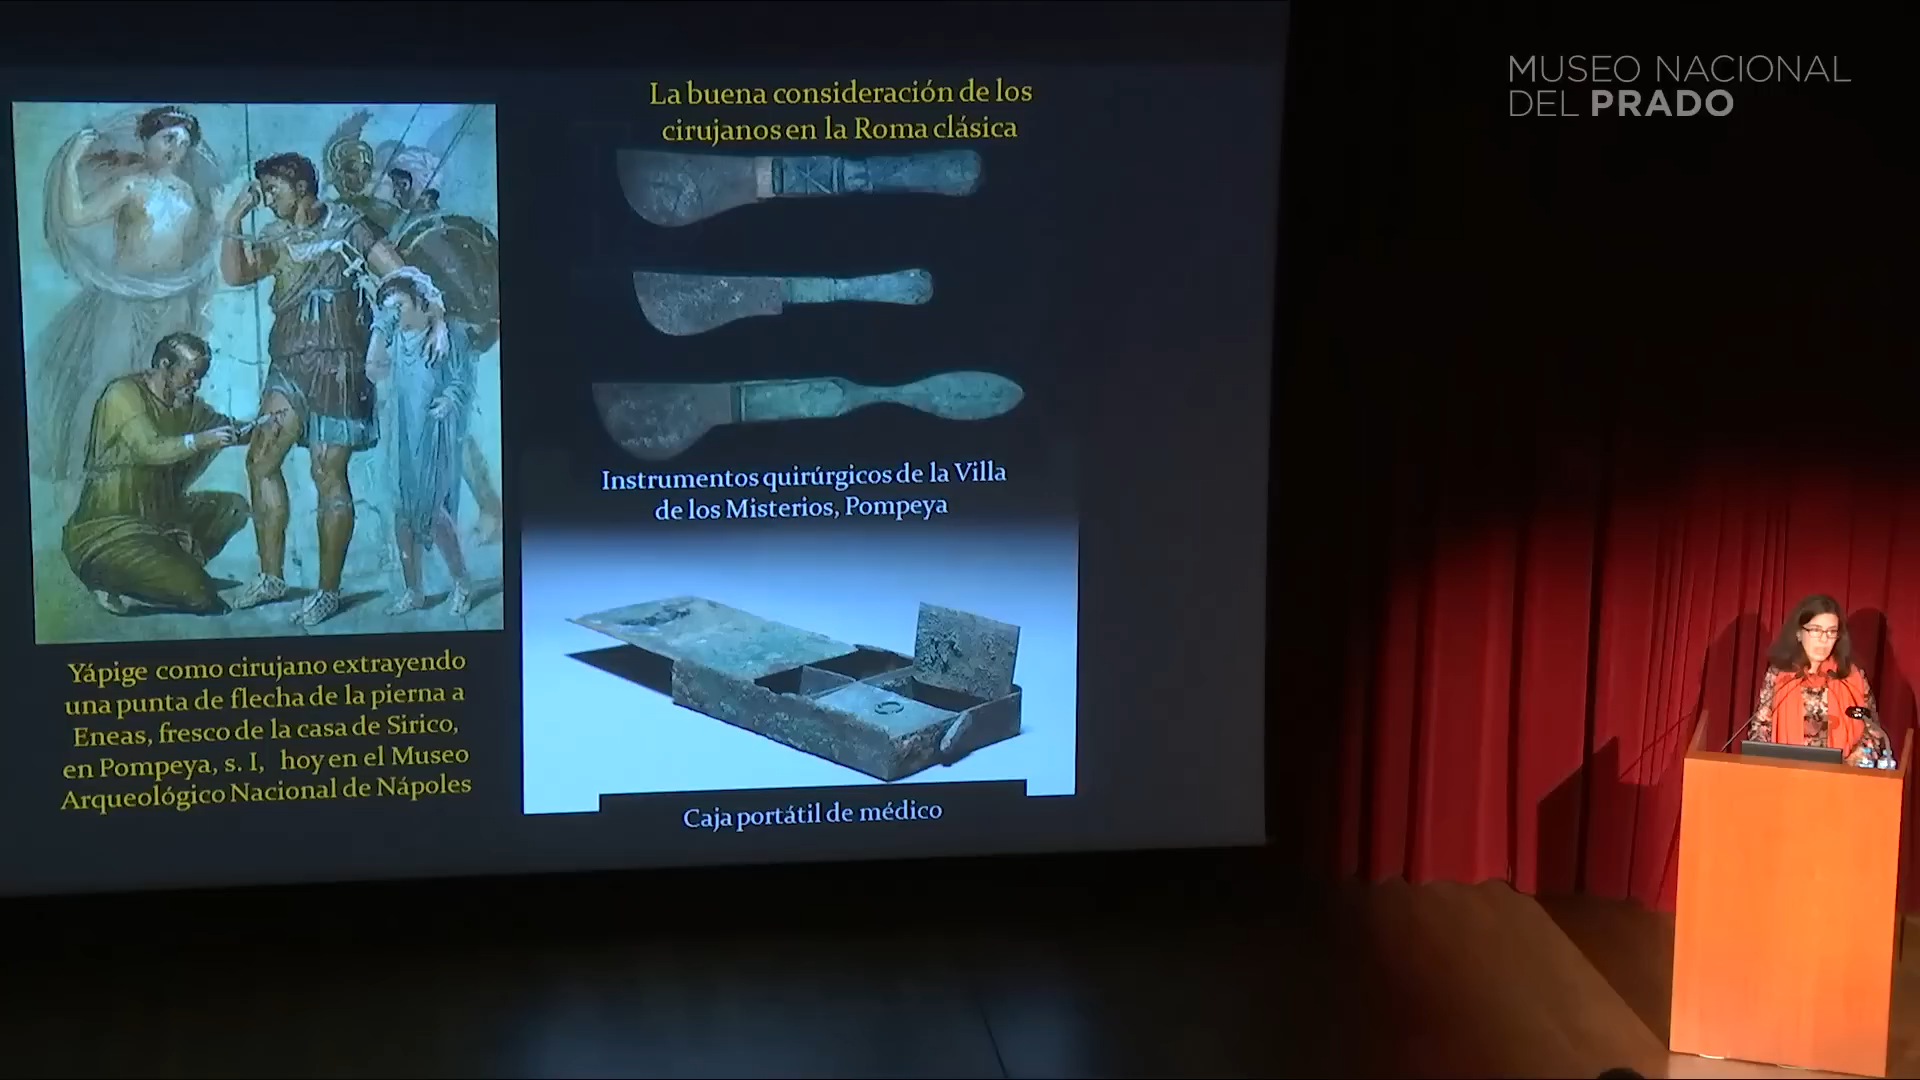 La buena consideración de los
cirujanos en la Roma clásica
Instrumentos quirúrgicos de la Villa
de los Misterios, Pompeya
Caja portátil de médico
Yápige como cirujano extrayendo
una punta de flecha de la pierna a
Eneas, fresco de la casa de Sirico,
en Pompeya, s. I, hoy en el Museo
Arqueológico Nacional de Nápoles
MUSEO NACIONAL
DEL PRADO